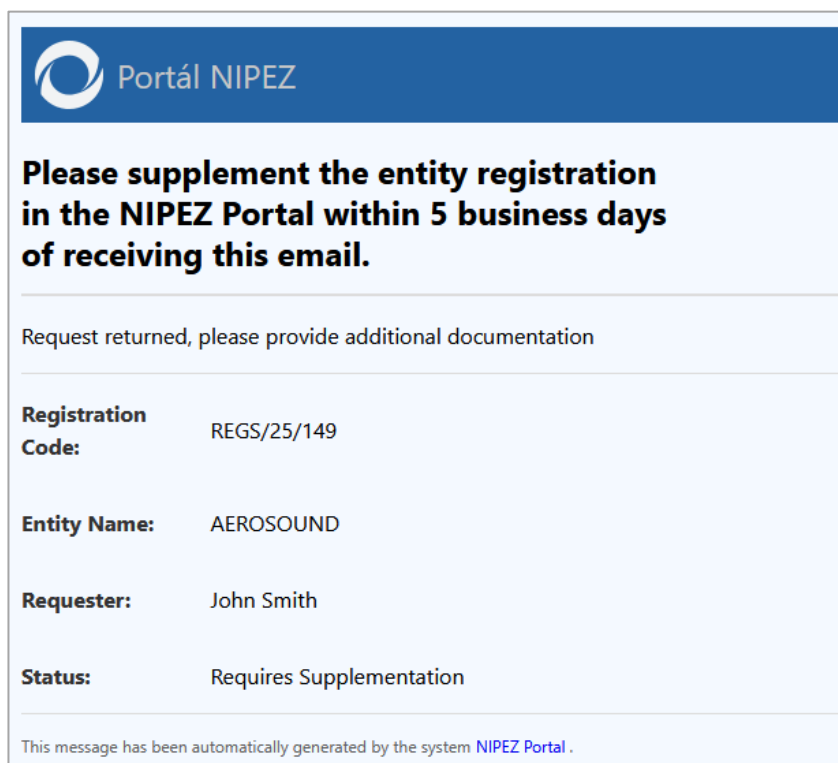 Portál NIPEZ
Please supplement the entity registration
in the NIPEZ Portal within 5 business days
of receiving this email.
Request returned, please provide additional documentation
Registration
Code:
REGS/25/149
Entity Name: AEROSOUND
Requester: John Smith
Status: Requires Supplementation
This message has been automatically generated by the system NIPEZ Portal .